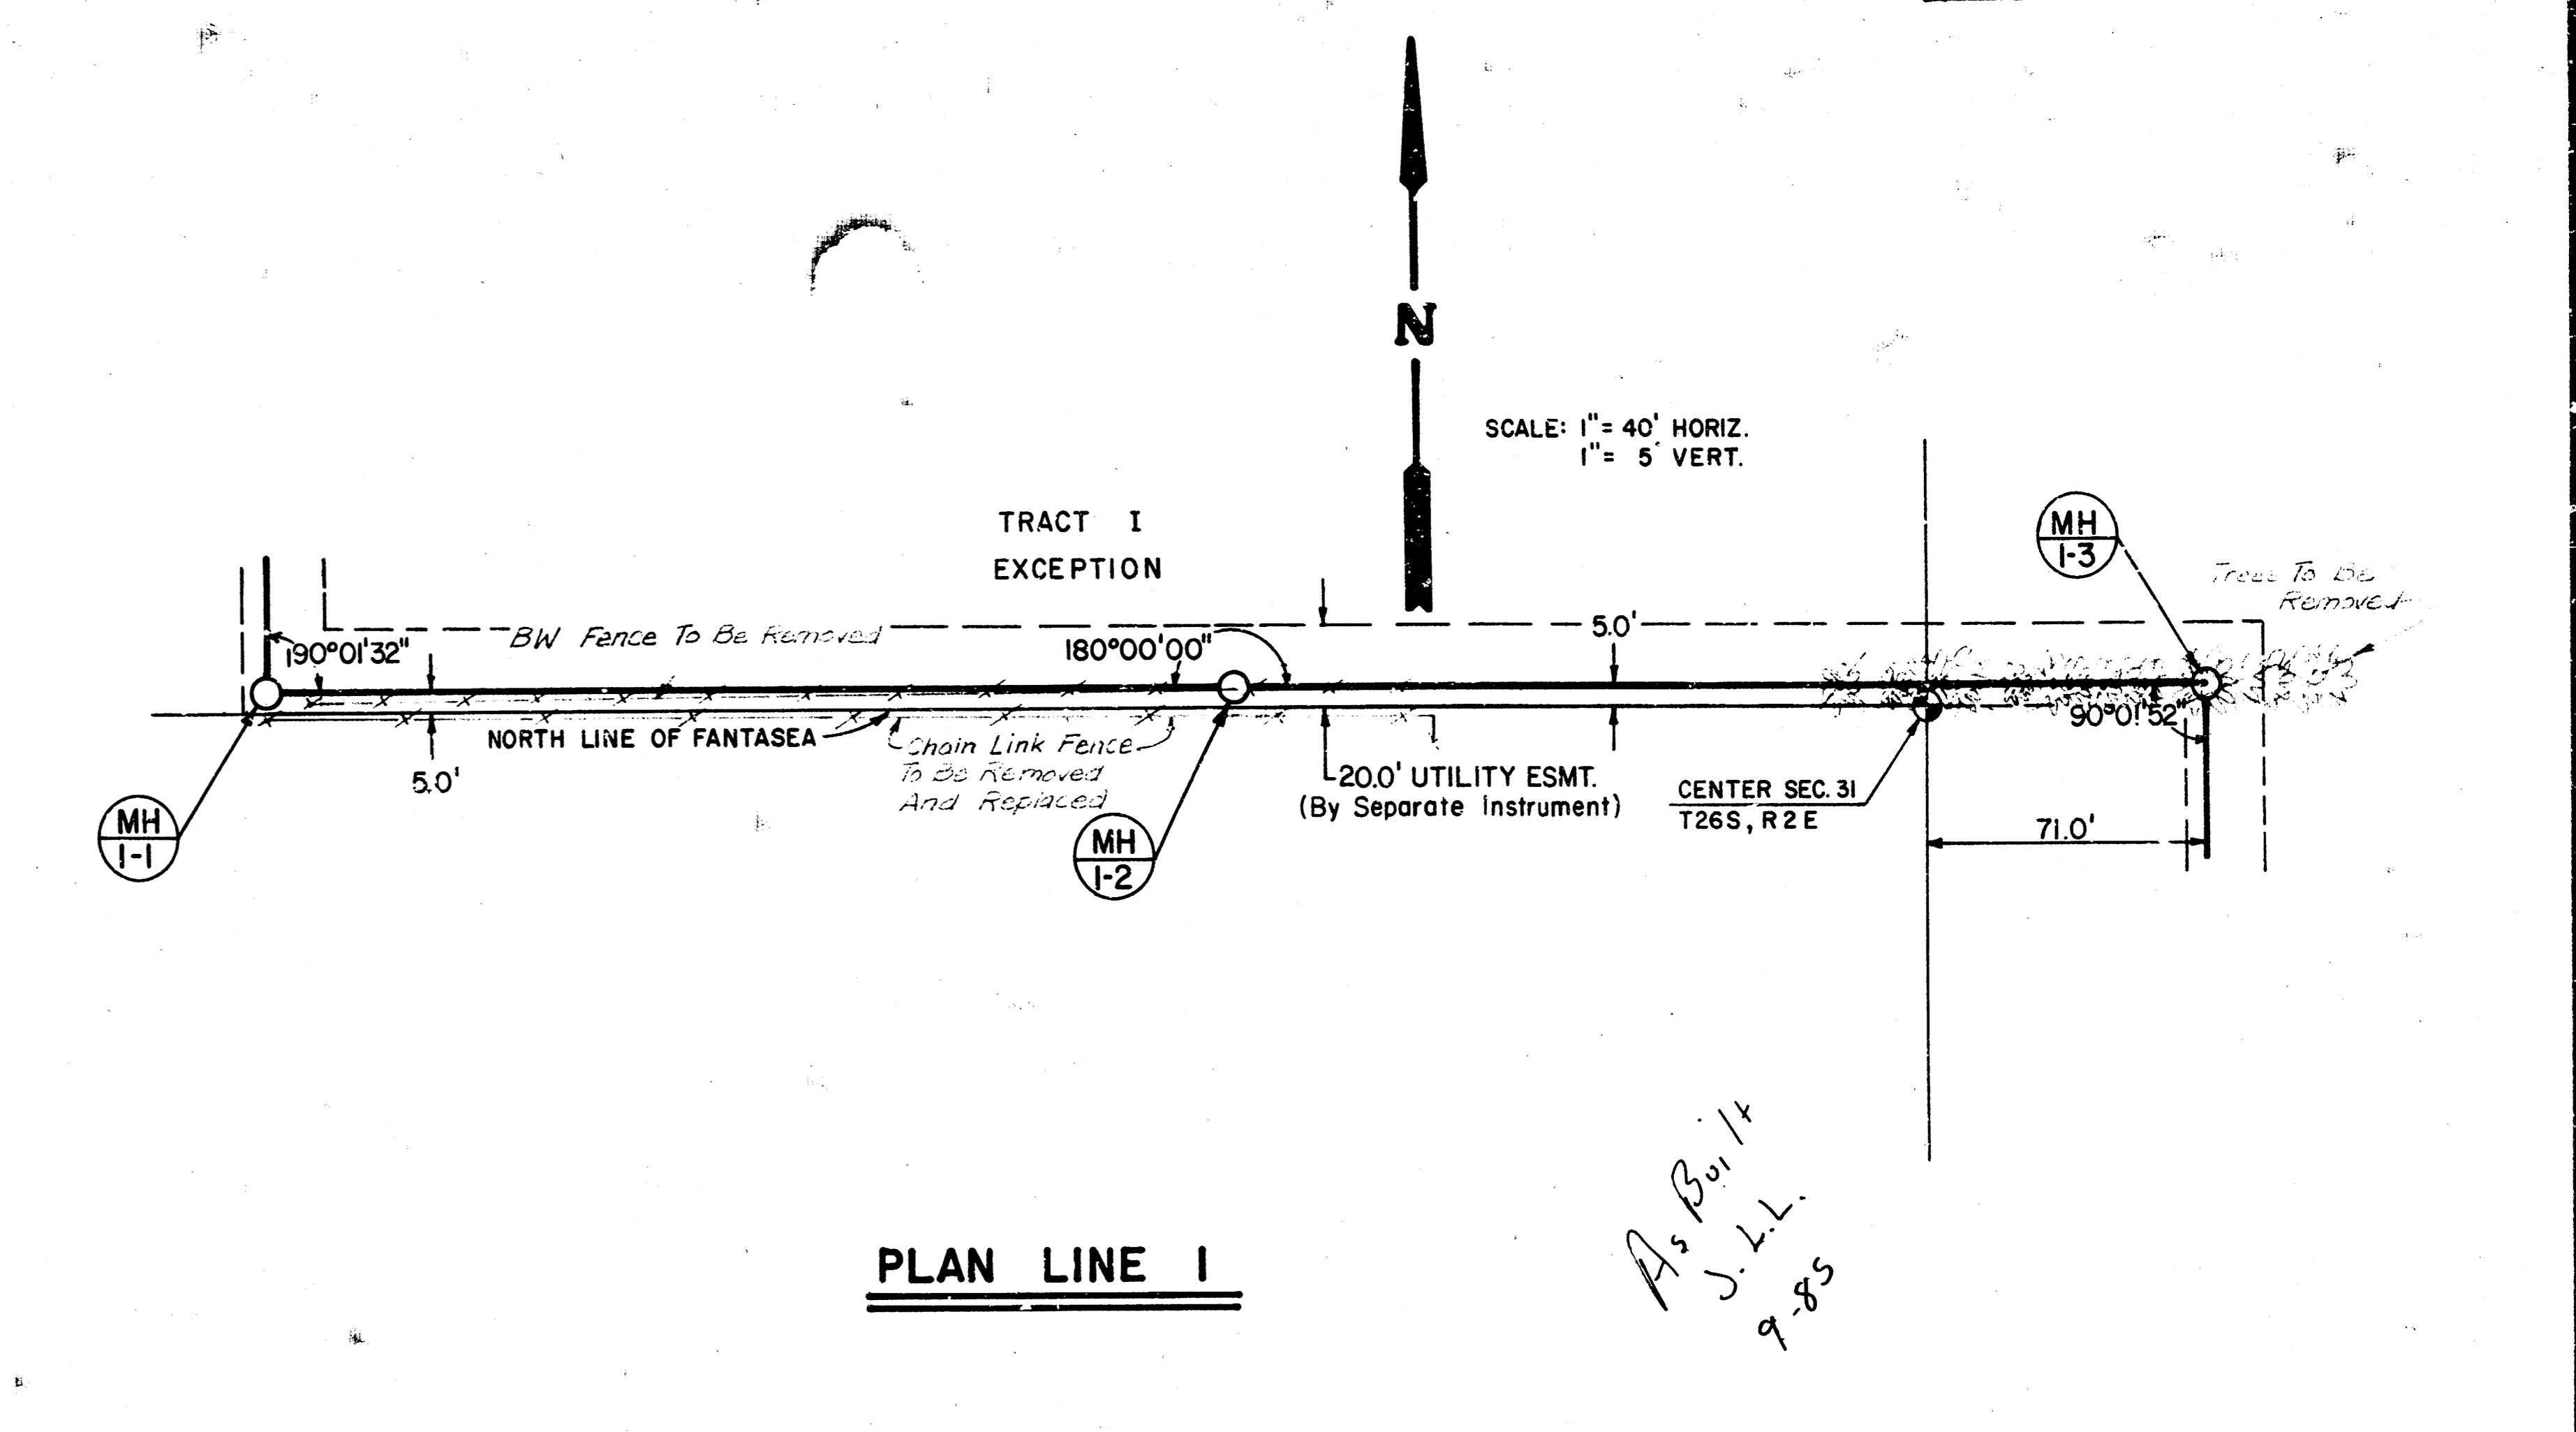 N
SCALE: 1" = 40' HORIZ.
1" = 5' VERT.
TRACT I
EXCEPTION
MH
1-3
Trees To Be
Removed
BW Fence To Be Removed
5.0'
90°01'32"
180°00'00"
90°01'52"
NORTH LINE OF FANTASEA
Chain Link Fence
To Be Removed
And Replaced
5.0'
20.0' UTILITY ESMT.
(By Separate Instrument)
CENTER SEC. 31
T26S, R2E
71.0'
MH
1-1
MH
1-2
As Built
J.L.L.
9-85
PLAN LINE 1